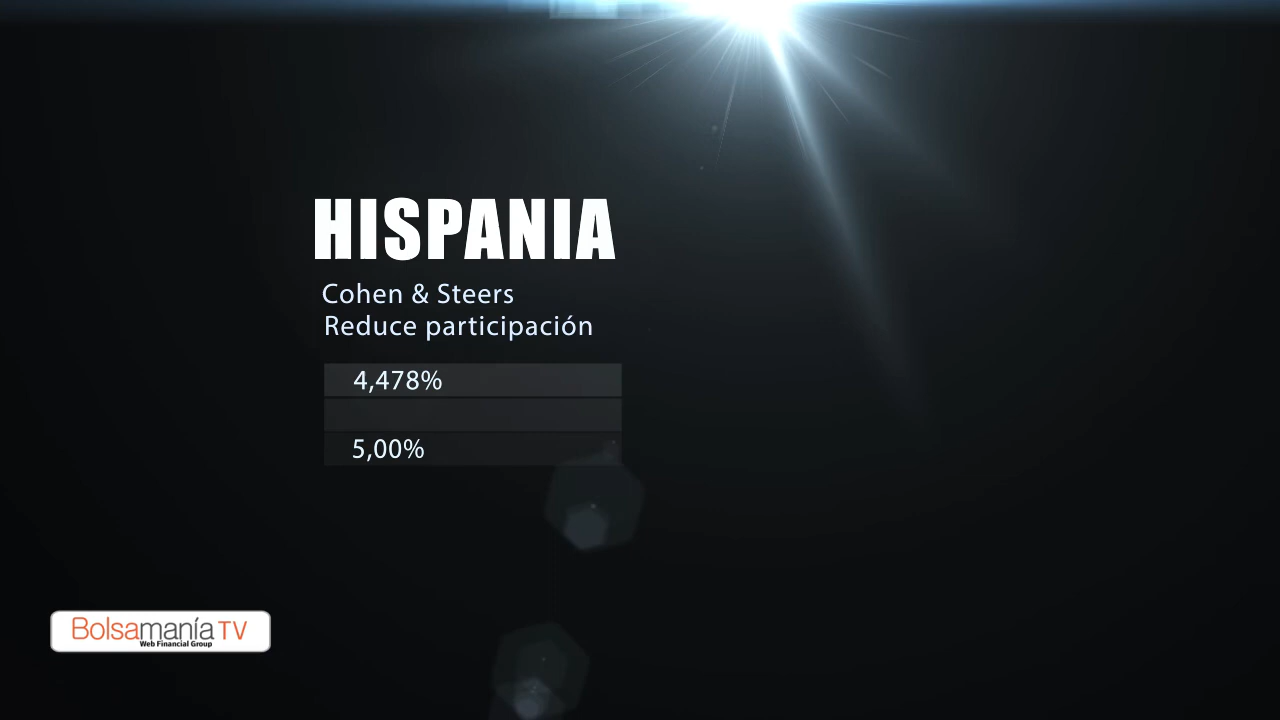 HISPANIA
Cohen & Steers
Reduce participación
4,478%
5,00%
Bolsamanía TV
Web Financial Group